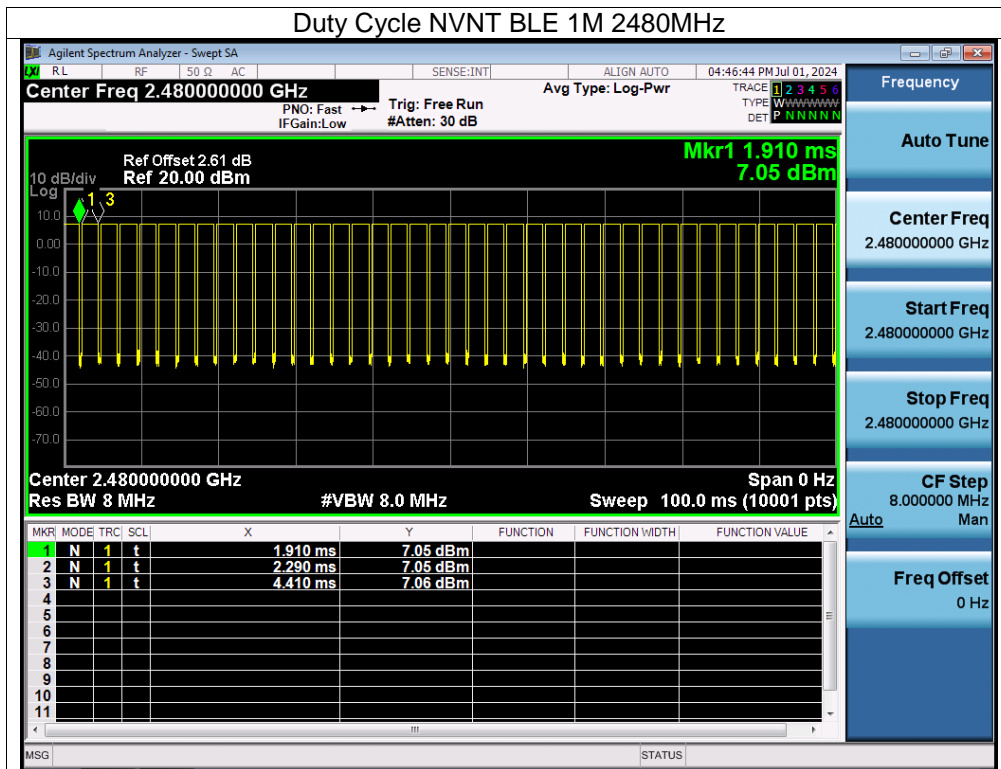 Duty Cycle NVNT BLE 1M 2480MHz
Agilent Spectrum Analyzer - Swept SA
LXI RL RF 50 Ω AC SENSE:INT ALIGN AUTO 04:46:44 PM Jul 01, 2024
Center Freq 2.480000000 GHz
PNO: Fast
IFGain:Low
Trig: Free Run
#Atten: 30 dB
Avg Type: Log-Pwr
TRACE 1 2 3 4 5 6
TYPE WWWWWWW
DET P N N N N N
Frequency
Auto Tune
Center Freq
2.480000000 GHz
Start Freq
2.480000000 GHz
Stop Freq
2.480000000 GHz
CF Step
8.000000 MHz
Auto Man
Freq Offset
0 Hz
Mkr1 1.910 ms
7.05 dBm
Ref Offset 2.61 dB
10 dB/div Ref 20.00 dBm
Log
1 3
10.0
0.00
-10.0
-20.0
-30.0
-40.0
-50.0
-60.0
-70.0
Center 2.480000000 GHz Span 0 Hz
Res BW 8 MHz #VBW 8.0 MHz Sweep 100.0 ms (10001 pts)
MKR MODE TRC SCL X Y FUNCTION FUNCTION WIDTH FUNCTION VALUE
1 N 1 t 1.910 ms 7.05 dBm
2 N 1 t 2.290 ms 7.05 dBm
3 N 1 t 4.410 ms 7.06 dBm
4
5
6
7
8
9
10
11
MSG STATUS